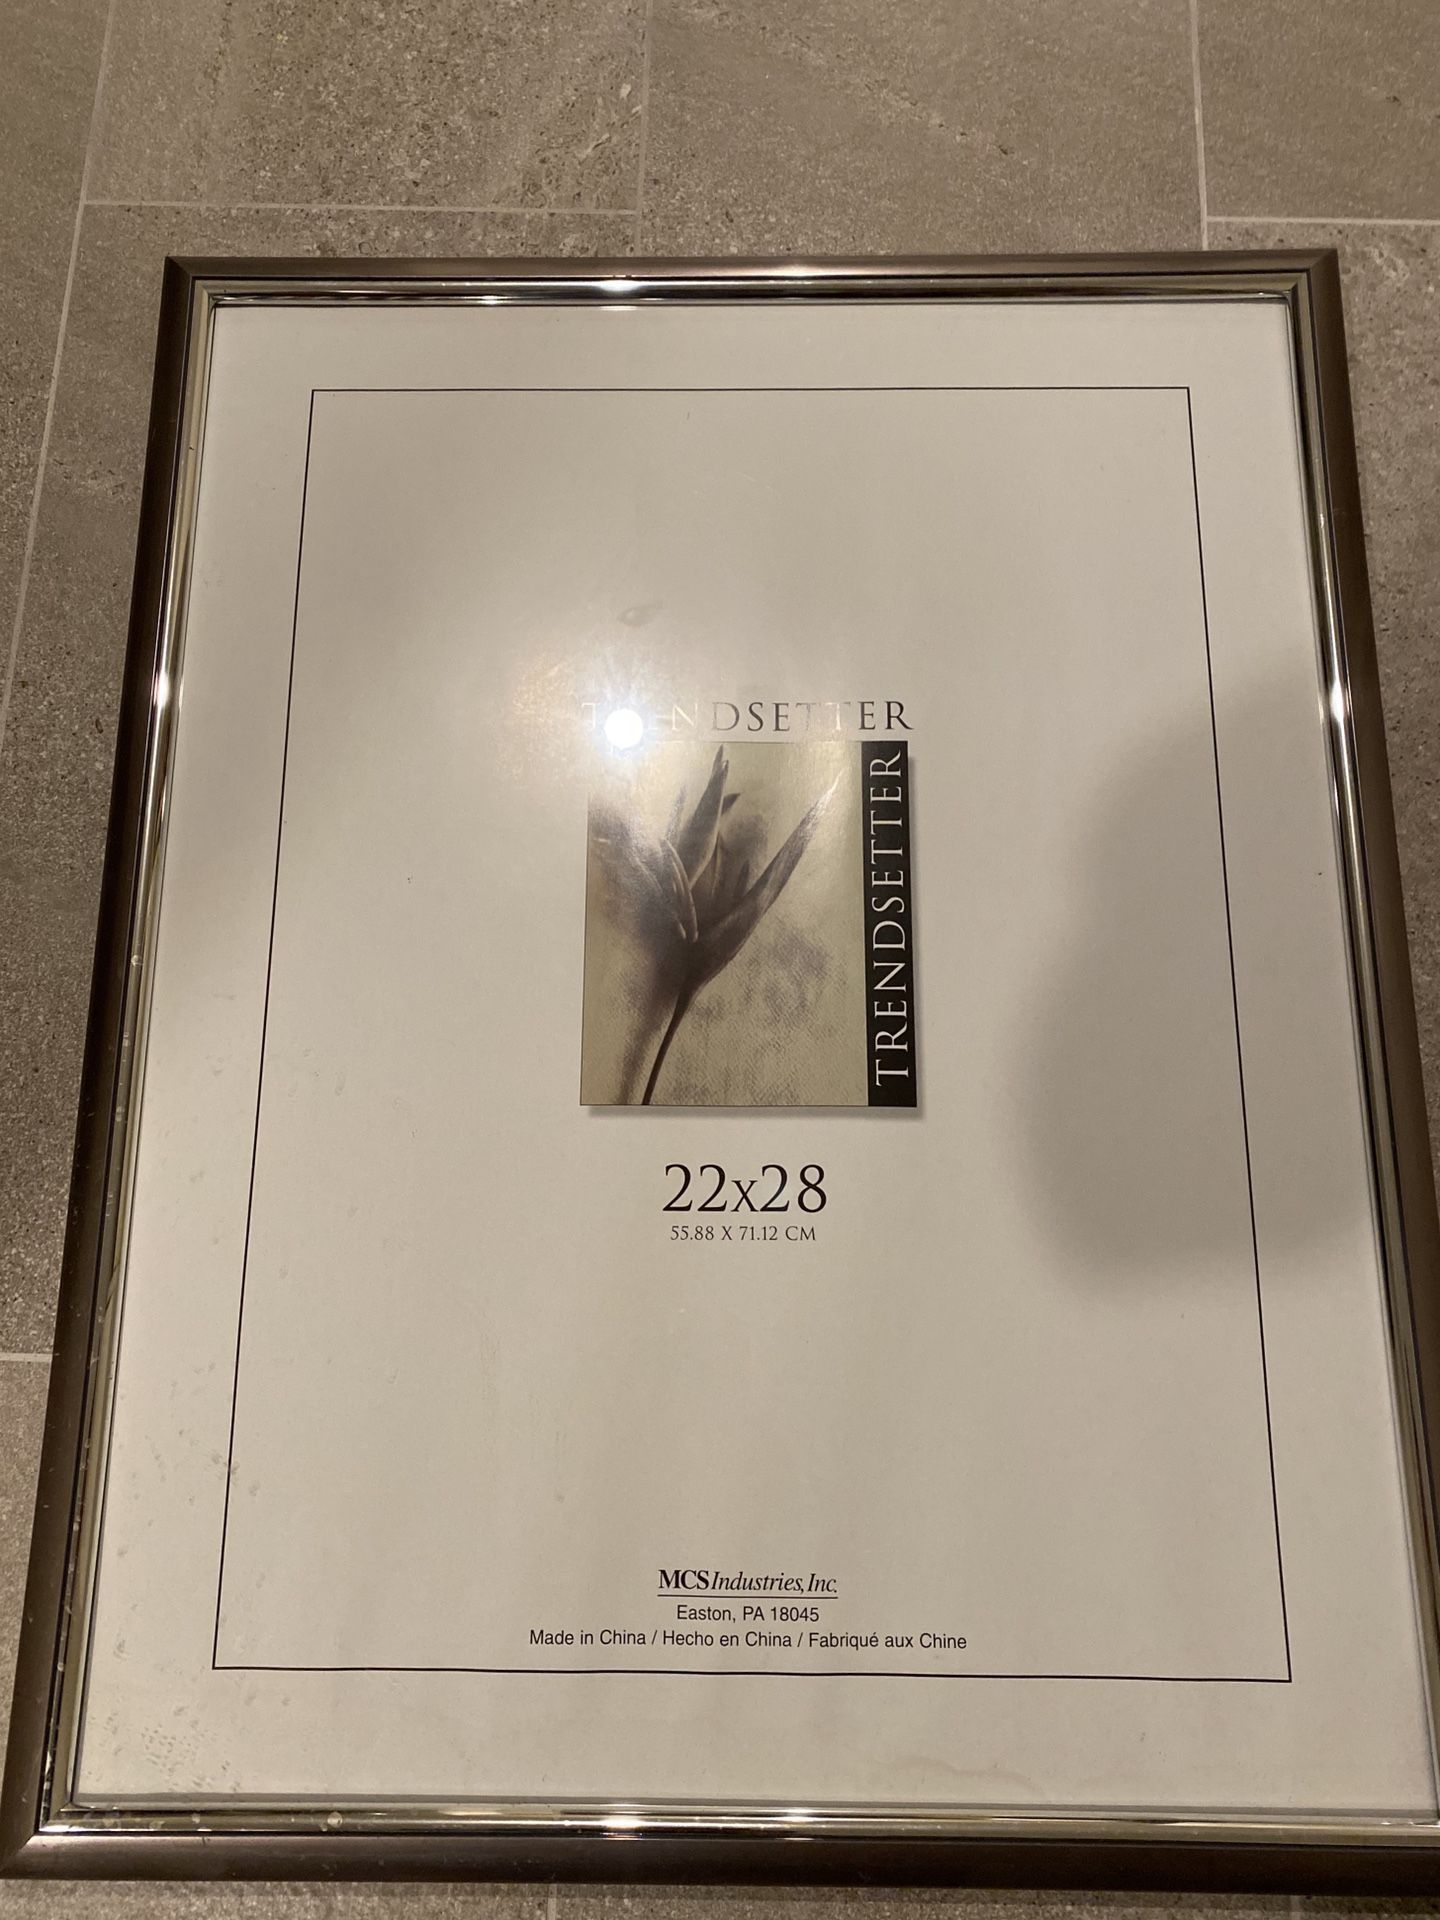 TRENDSETTER
TRENDSETTER
22x28
55.88 X 71.12 CM
MCS Industries, Inc.
Easton, PA 18045
Made in China / Hecho en China / Fabriqué aux Chine